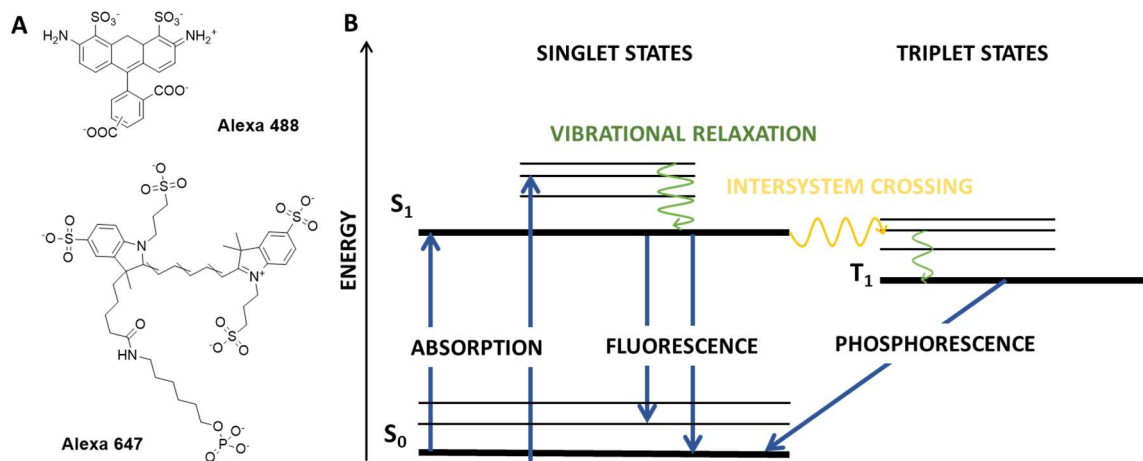 A
SO₃⁻ SO₃⁻
H₂N NH₂⁺
COO⁻
⁻OOC
Alexa 488
⁻O O
S
O
O⁻
O S O
⁻O S O
O
N
N⁺
O
HN
O S O
⁻O
O O⁻
P
O O⁻
Alexa 647
B
ENERGY
SINGLET STATES TRIPLET STATES
VIBRATIONAL RELAXATION
INTERSYSTEM CROSSING
S₁
T₁
ABSORPTION FLUORESCENCE PHOSPHORESCENCE
S₀